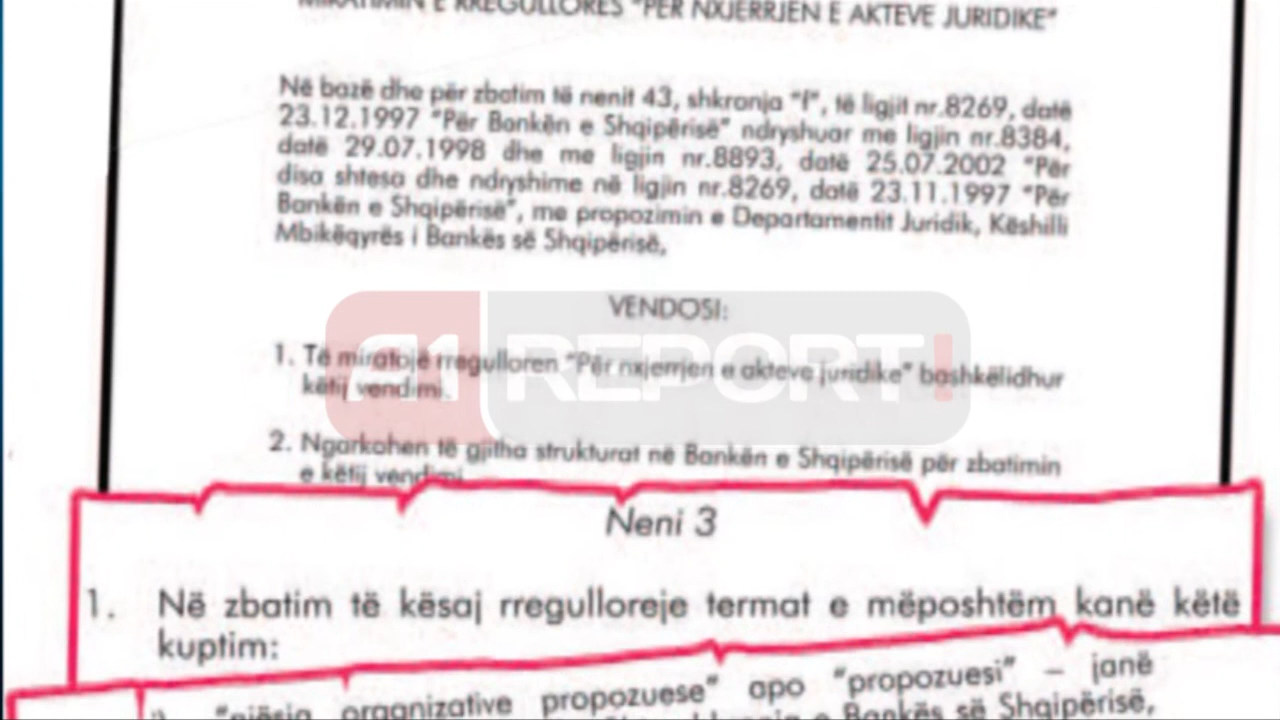 MIRATIMIN E RREGULLORES "PËR NXJERRJEN E AKTEVE JURIDIKE"
Në bazë dhe për zbatim të nenit 43, shkronja "f", të ligjit nr.8269, datë
23.12.1997 "Për Bankën e Shqipërisë" ndryshuar me ligjin nr.8384,
datë 29.07.1998 dhe me ligjin nr.8893, datë 25.07.2002 "Për
disa shtesa dhe ndryshime në ligjin nr.8269, datë 23.11.1997 "Për
Bankën e Shqipërisë", me propozimin e Departamentit Juridik, Këshilli
Mbikëqyrës i Bankës së Shqipërisë,
VENDOSI:
A1 REPORT!
1. Të miratojë rregulloren "Për nxjerrjen e akteve juridike" bashkëlidhur
këtij vendimi.
2. Ngarkohen të gjitha strukturat në Bankën e Shqipërisë për zbatimin
e këtij vendimi.
Neni 3
1. Në zbatim të kësaj rregulloreje termat e mëposhtëm kanë këtë
kuptim:
"njësia organizative propozuese" apo "propozuesi" – janë
e Bankës së Shqipërisë,